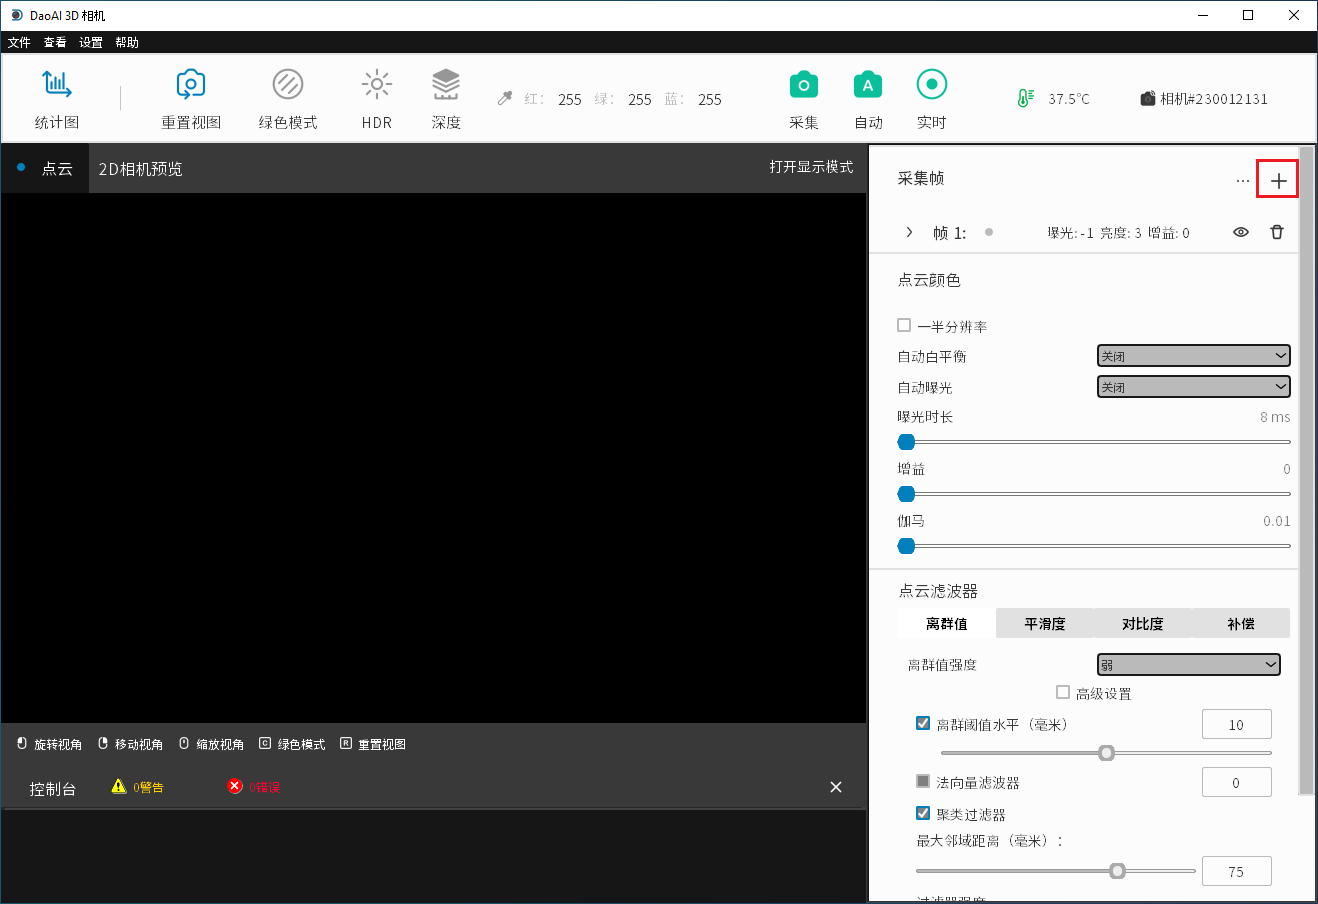 DaoAI 3D 相机
文件 查看 设置 帮助
统计图 重置视图 绿色模式 HDR 深度 红: 255 绿: 255 蓝: 255 采集 自动 实时 37.5°C 相机#230012131
点云 2D相机预览 打开显示模式
采集帧 ... +
帧 1: 曝光:-1 亮度: 3 增益: 0
点云颜色
一半分辨率
自动白平衡 关闭
自动曝光 关闭
曝光时长 8 ms
增益 0
伽马 0.01
点云滤波器
离群值 平滑度 对比度 补偿
离群值强度 弱
高级设置
离群阈值水平（毫米） 10
法向量滤波器 0
聚类过滤器
最大邻域距离（毫米）：
75
过滤器强度
旋转视角 移动视角 缩放视角 C 绿色模式 R 重置视图
控制台 0警告 0错误